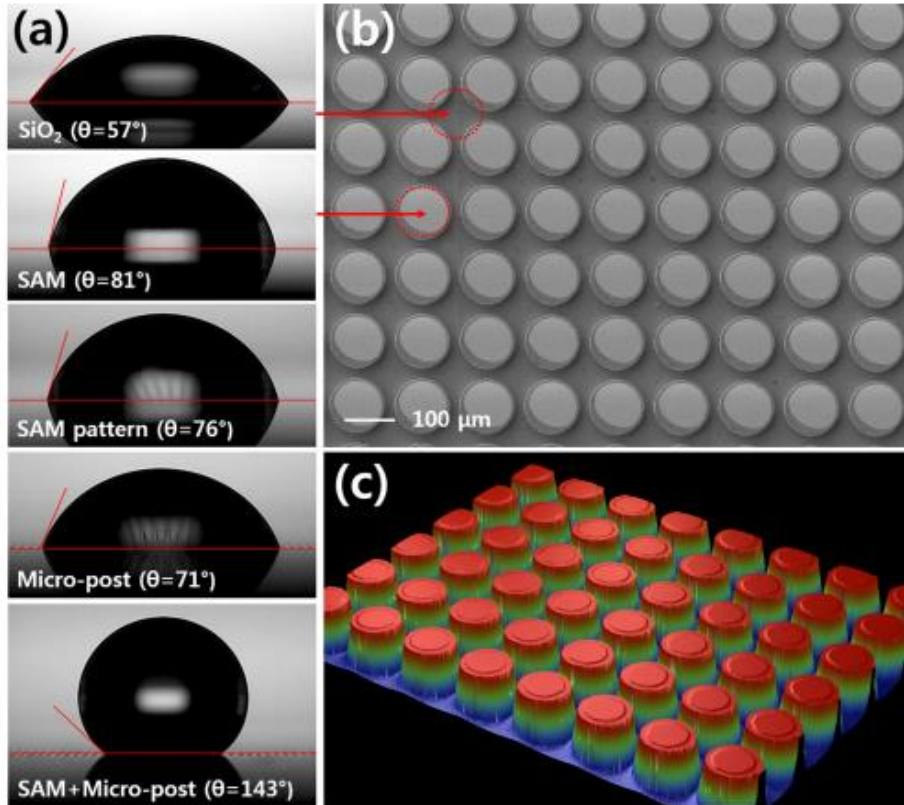 (a)
SiO₂ (θ=57°)
SAM (θ=81°)
SAM pattern (θ=76°)
Micro-post (θ=71°)
SAM+Micro-post (θ=143°)
(b)
100 μm
(c)